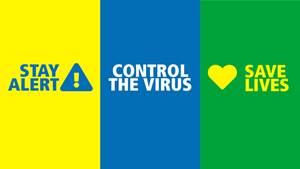 STAY
ALERT
CONTROL
THE VIRUS
SAVE
LIVES